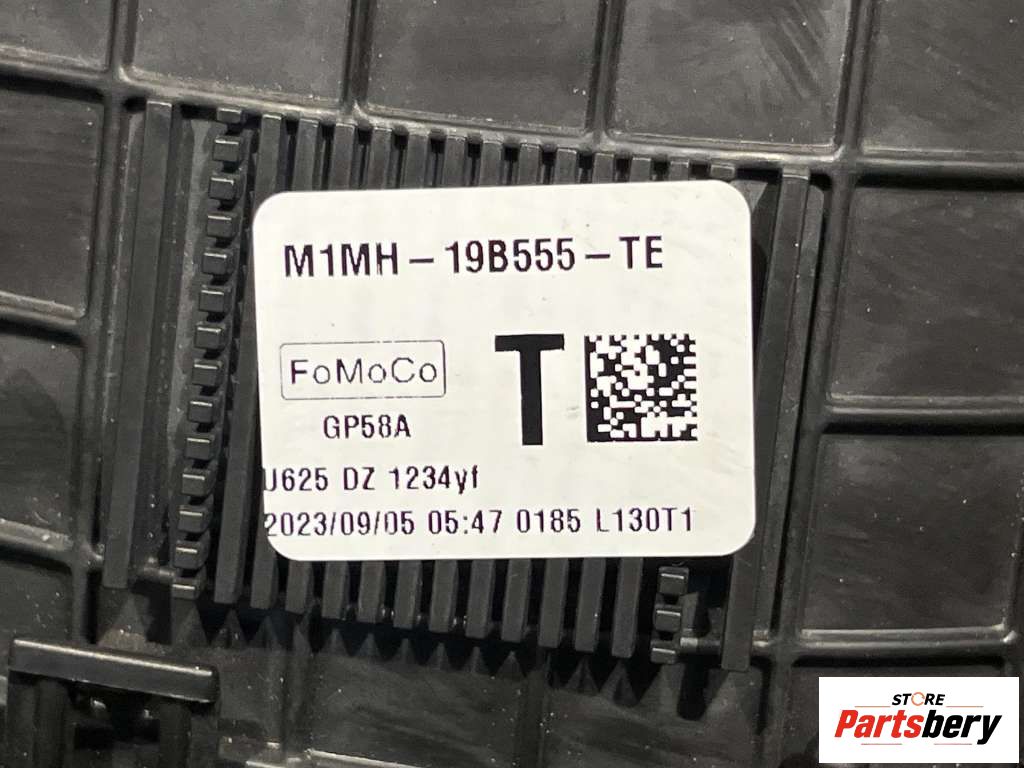 M1MH-19B555-TE
FoMoCo
T
GP58A
U625 DZ 1234yf
2023/09/05 05:47 0185 L130T1
STORE
Partsbery